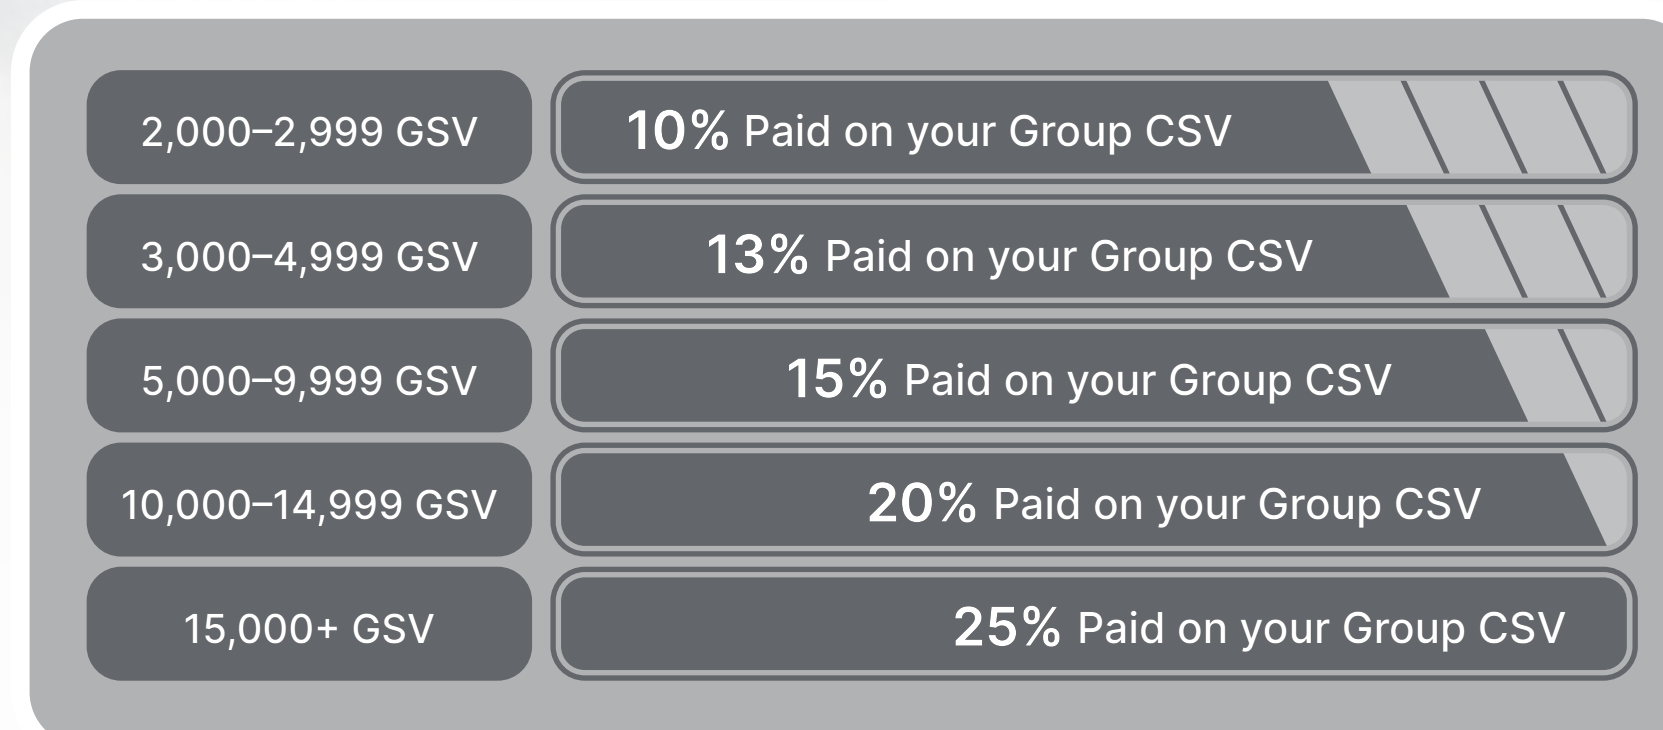 2,000–2,999 GSV 10% Paid on your Group CSV
3,000–4,999 GSV 13% Paid on your Group CSV
5,000–9,999 GSV 15% Paid on your Group CSV
10,000–14,999 GSV 20% Paid on your Group CSV
15,000+ GSV 25% Paid on your Group CSV